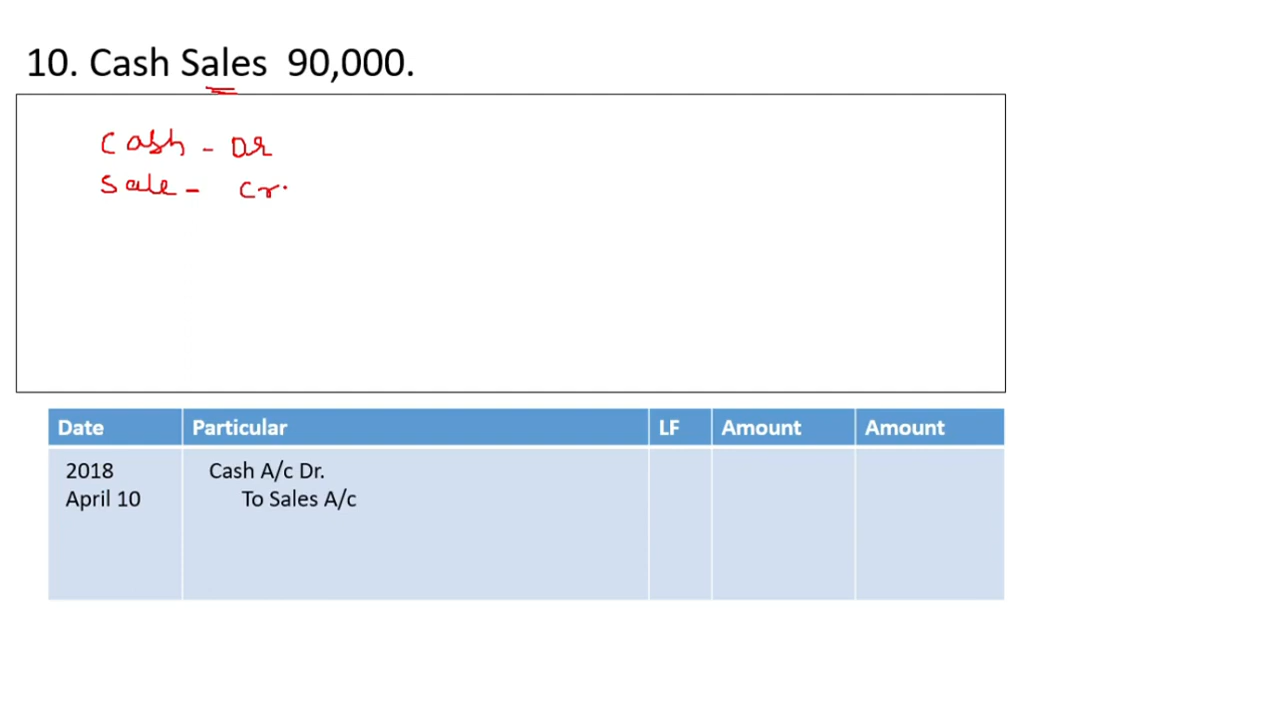 10. Cash Sales 90,000.
Cash - Dr
Sale - Cr.
Date Particular LF Amount Amount
2018 Cash A/c Dr.
April 10 To Sales A/c